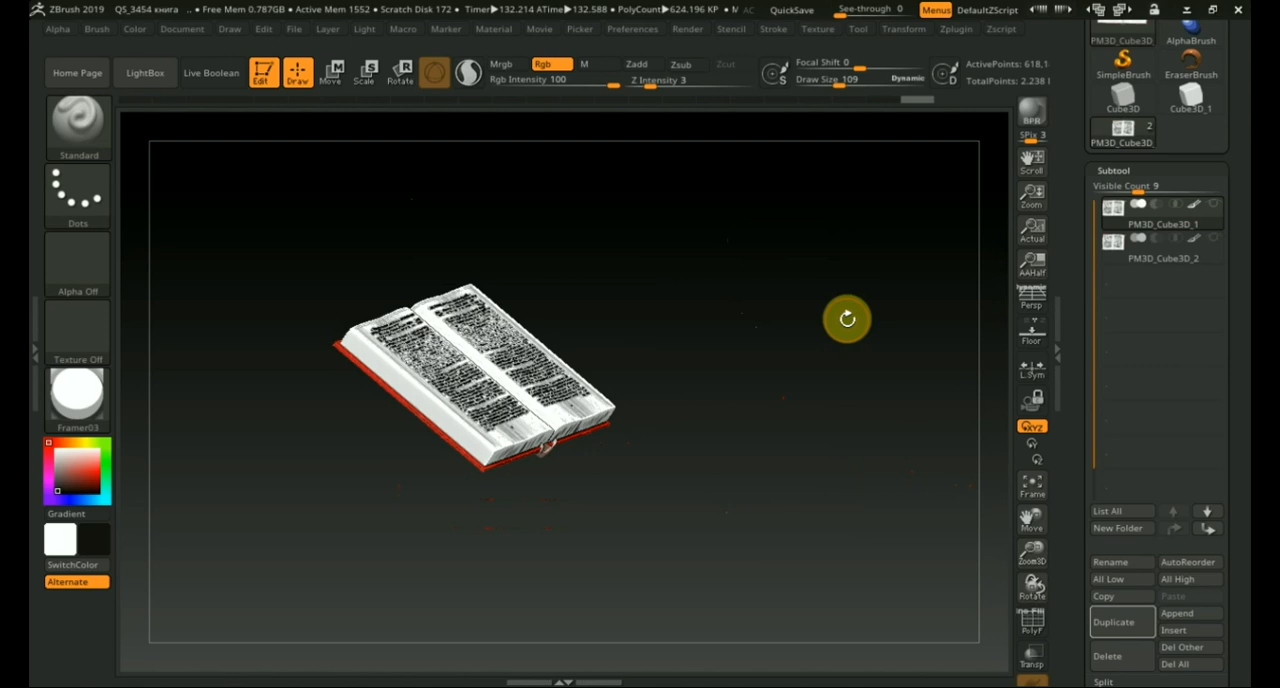 ZBrush 2019 QS_3454 книга .. • Free Mem 0.787GB • Active Mem 1552 • Scratch Disk 172 • Timer▶132.214 ATime▶132.588 • PolyCount▶624.196 KP • M AC QuickSave See-through 0 Menus DefaultZScript
Alpha Brush Color Document Draw Edit File Layer Light Macro Marker Material Movie Picker Preferences Render Stencil Stroke Texture Tool Transform Zplugin Zscript
PM3D_Cube3D AlphaBrush
Home Page LightBox Live Boolean Edit Draw Move Scale Rotate
Mrgb Rgb M Zadd Zsub Zcut
Rgb Intensity 100 Z Intensity 3
Focal Shift 0
Draw Size 109 Dynamic
ActivePoints: 618,1
TotalPoints: 2.238
SimpleBrush EraserBrush
Cube3D Cube3D_1
2
PM3D_Cube3D_
Standard
Dots
Alpha Off
Texture Off
Framer03
Gradient
SwitchColor
Alternate
BPR
SPix 3
Scroll
Zoom
Actual
AAHalf
Dynamic
Persp
Floor
L.Sym
XYZ
Frame
Move
Zoom3D
Rotate
Line Fill
PolyF
Transp
Subtool
Visible Count 9
PM3D_Cube3D_1
PM3D_Cube3D_2
List All
New Folder
Rename AutoReorder
All Low All High
Copy Paste
Duplicate Append
Insert
Delete Del Other
Del All
Split